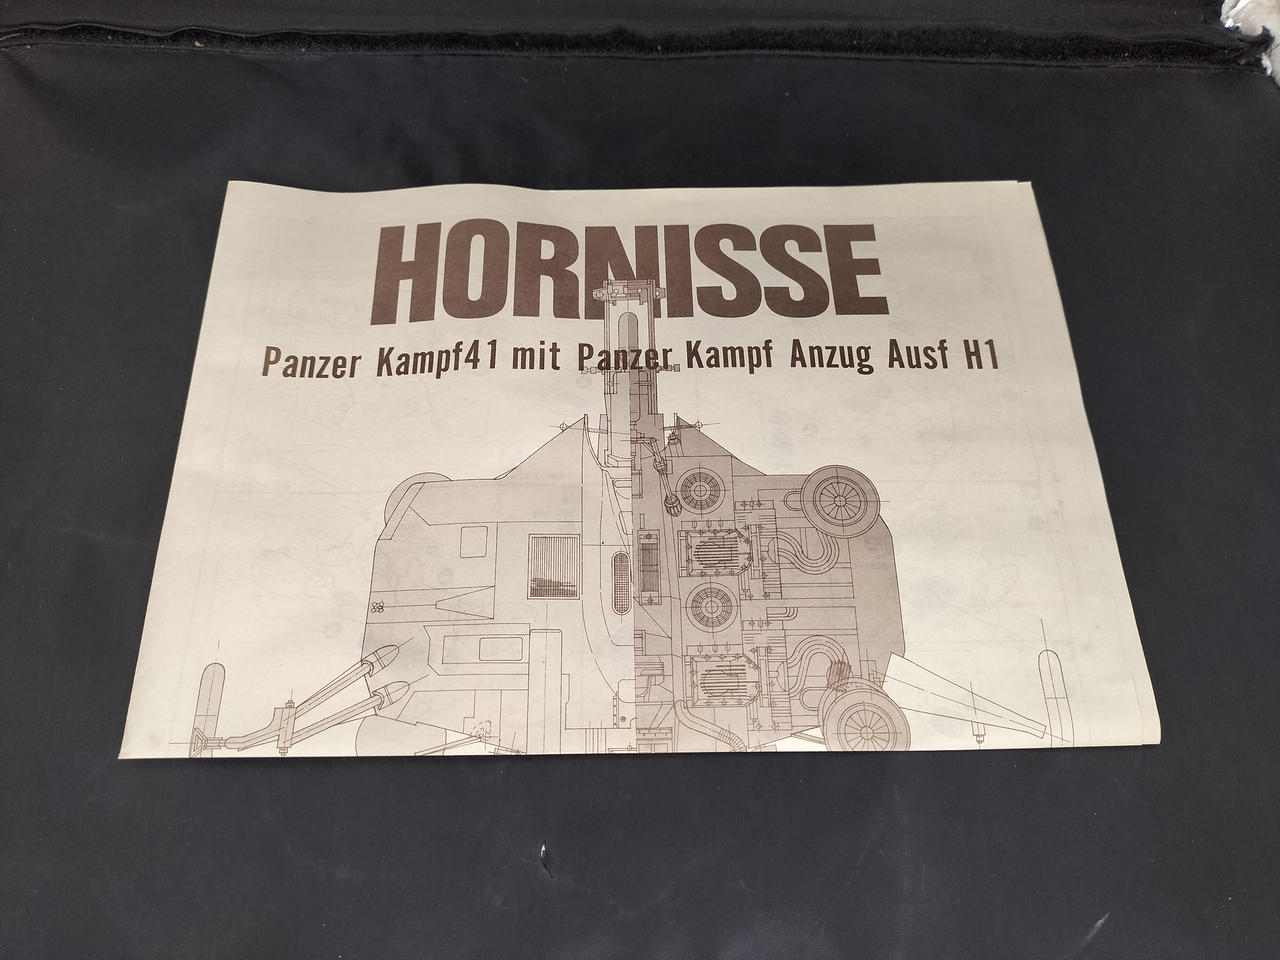 HORNISSE
Panzer Kampf41 mit Panzer Kampf Anzug Ausf H1